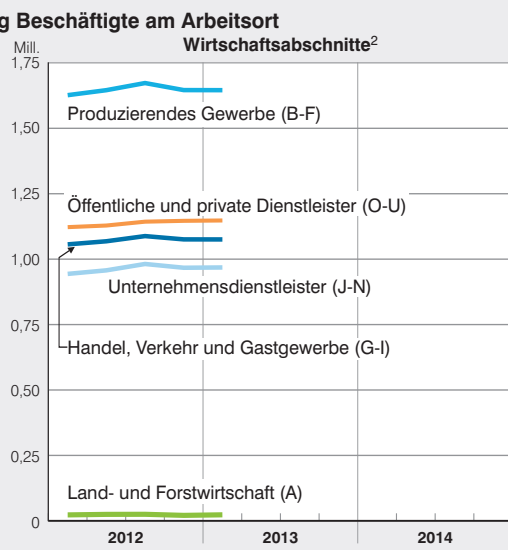 g Beschäftigte am Arbeitsort
Mill.
Wirtschaftsabschnitte2
1,75
Produzierendes Gewerbe (B-F)
1,50
1,25
Öffentliche und private Dienstleister (O-U)
1,00
Unternehmensdienstleister (J-N)
0,75
Handel, Verkehr und Gastgewerbe (G-I)
0,50
0,25
Land- und Forstwirtschaft (A)
0
2012
2013
2014